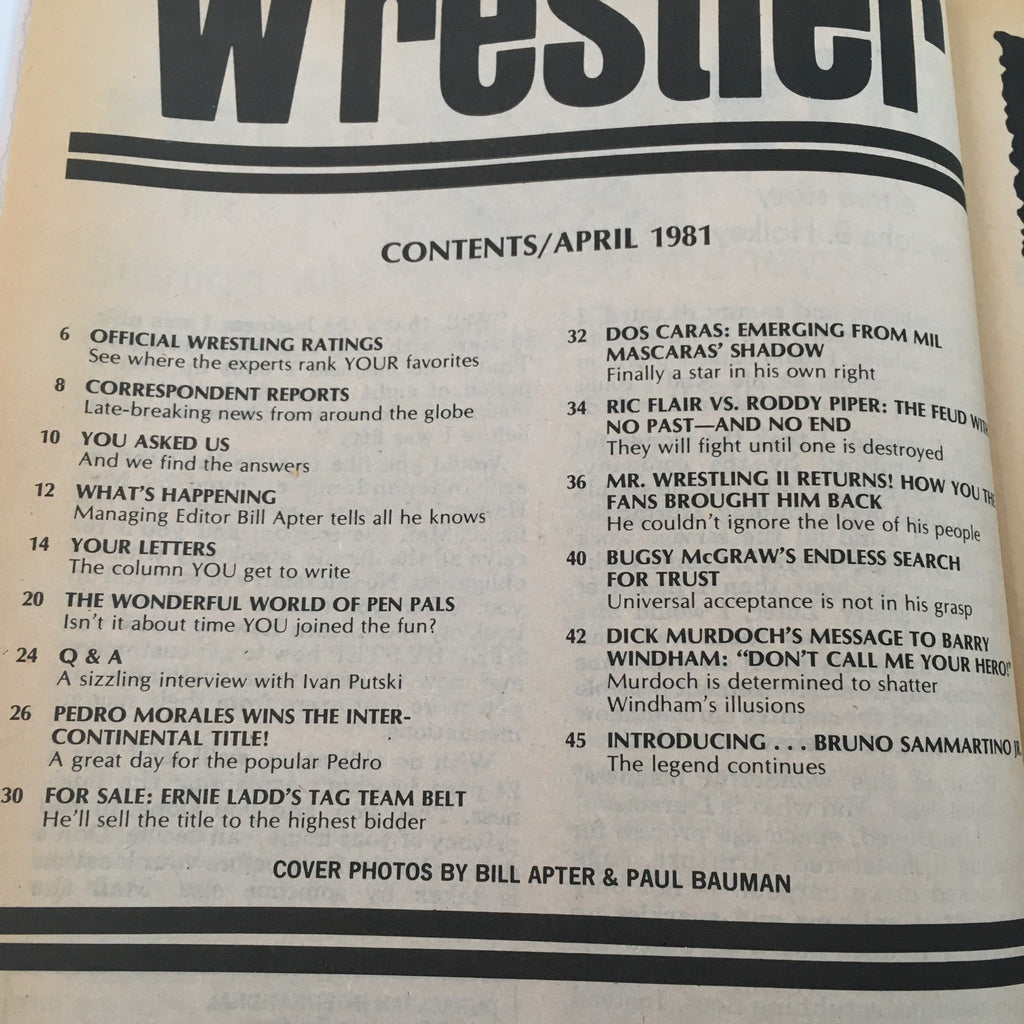 Wrestler
CONTENTS/APRIL 1981
6 OFFICIAL WRESTLING RATINGS
See where the experts rank YOUR favorites
8 CORRESPONDENT REPORTS
Late-breaking news from around the globe
10 YOU ASKED US
And we find the answers
12 WHAT'S HAPPENING
Managing Editor Bill Apter tells all he knows
14 YOUR LETTERS
The column YOU get to write
20 THE WONDERFUL WORLD OF PEN PALS
Isn't it about time YOU joined the fun?
24 Q & A
A sizzling interview with Ivan Putski
26 PEDRO MORALES WINS THE INTER-
CONTINENTAL TITLE!
A great day for the popular Pedro
30 FOR SALE: ERNIE LADD'S TAG TEAM BELT
He'll sell the title to the highest bidder
32 DOS CARAS: EMERGING FROM MIL
MASCARAS' SHADOW
Finally a star in his own right
34 RIC FLAIR VS. RODDY PIPER: THE FEUD WITH
NO PAST—AND NO END
They will fight until one is destroyed
36 MR. WRESTLING II RETURNS! HOW YOU THE
FANS BROUGHT HIM BACK
He couldn't ignore the love of his people
40 BUGSY McGRAW'S ENDLESS SEARCH
FOR TRUST
Universal acceptance is not in his grasp
42 DICK MURDOCH'S MESSAGE TO BARRY
WINDHAM: "DON'T CALL ME YOUR HERO!"
Murdoch is determined to shatter
Windham's illusions
45 INTRODUCING . . . BRUNO SAMMARTINO JR.
The legend continues
COVER PHOTOS BY BILL APTER & PAUL BAUMAN